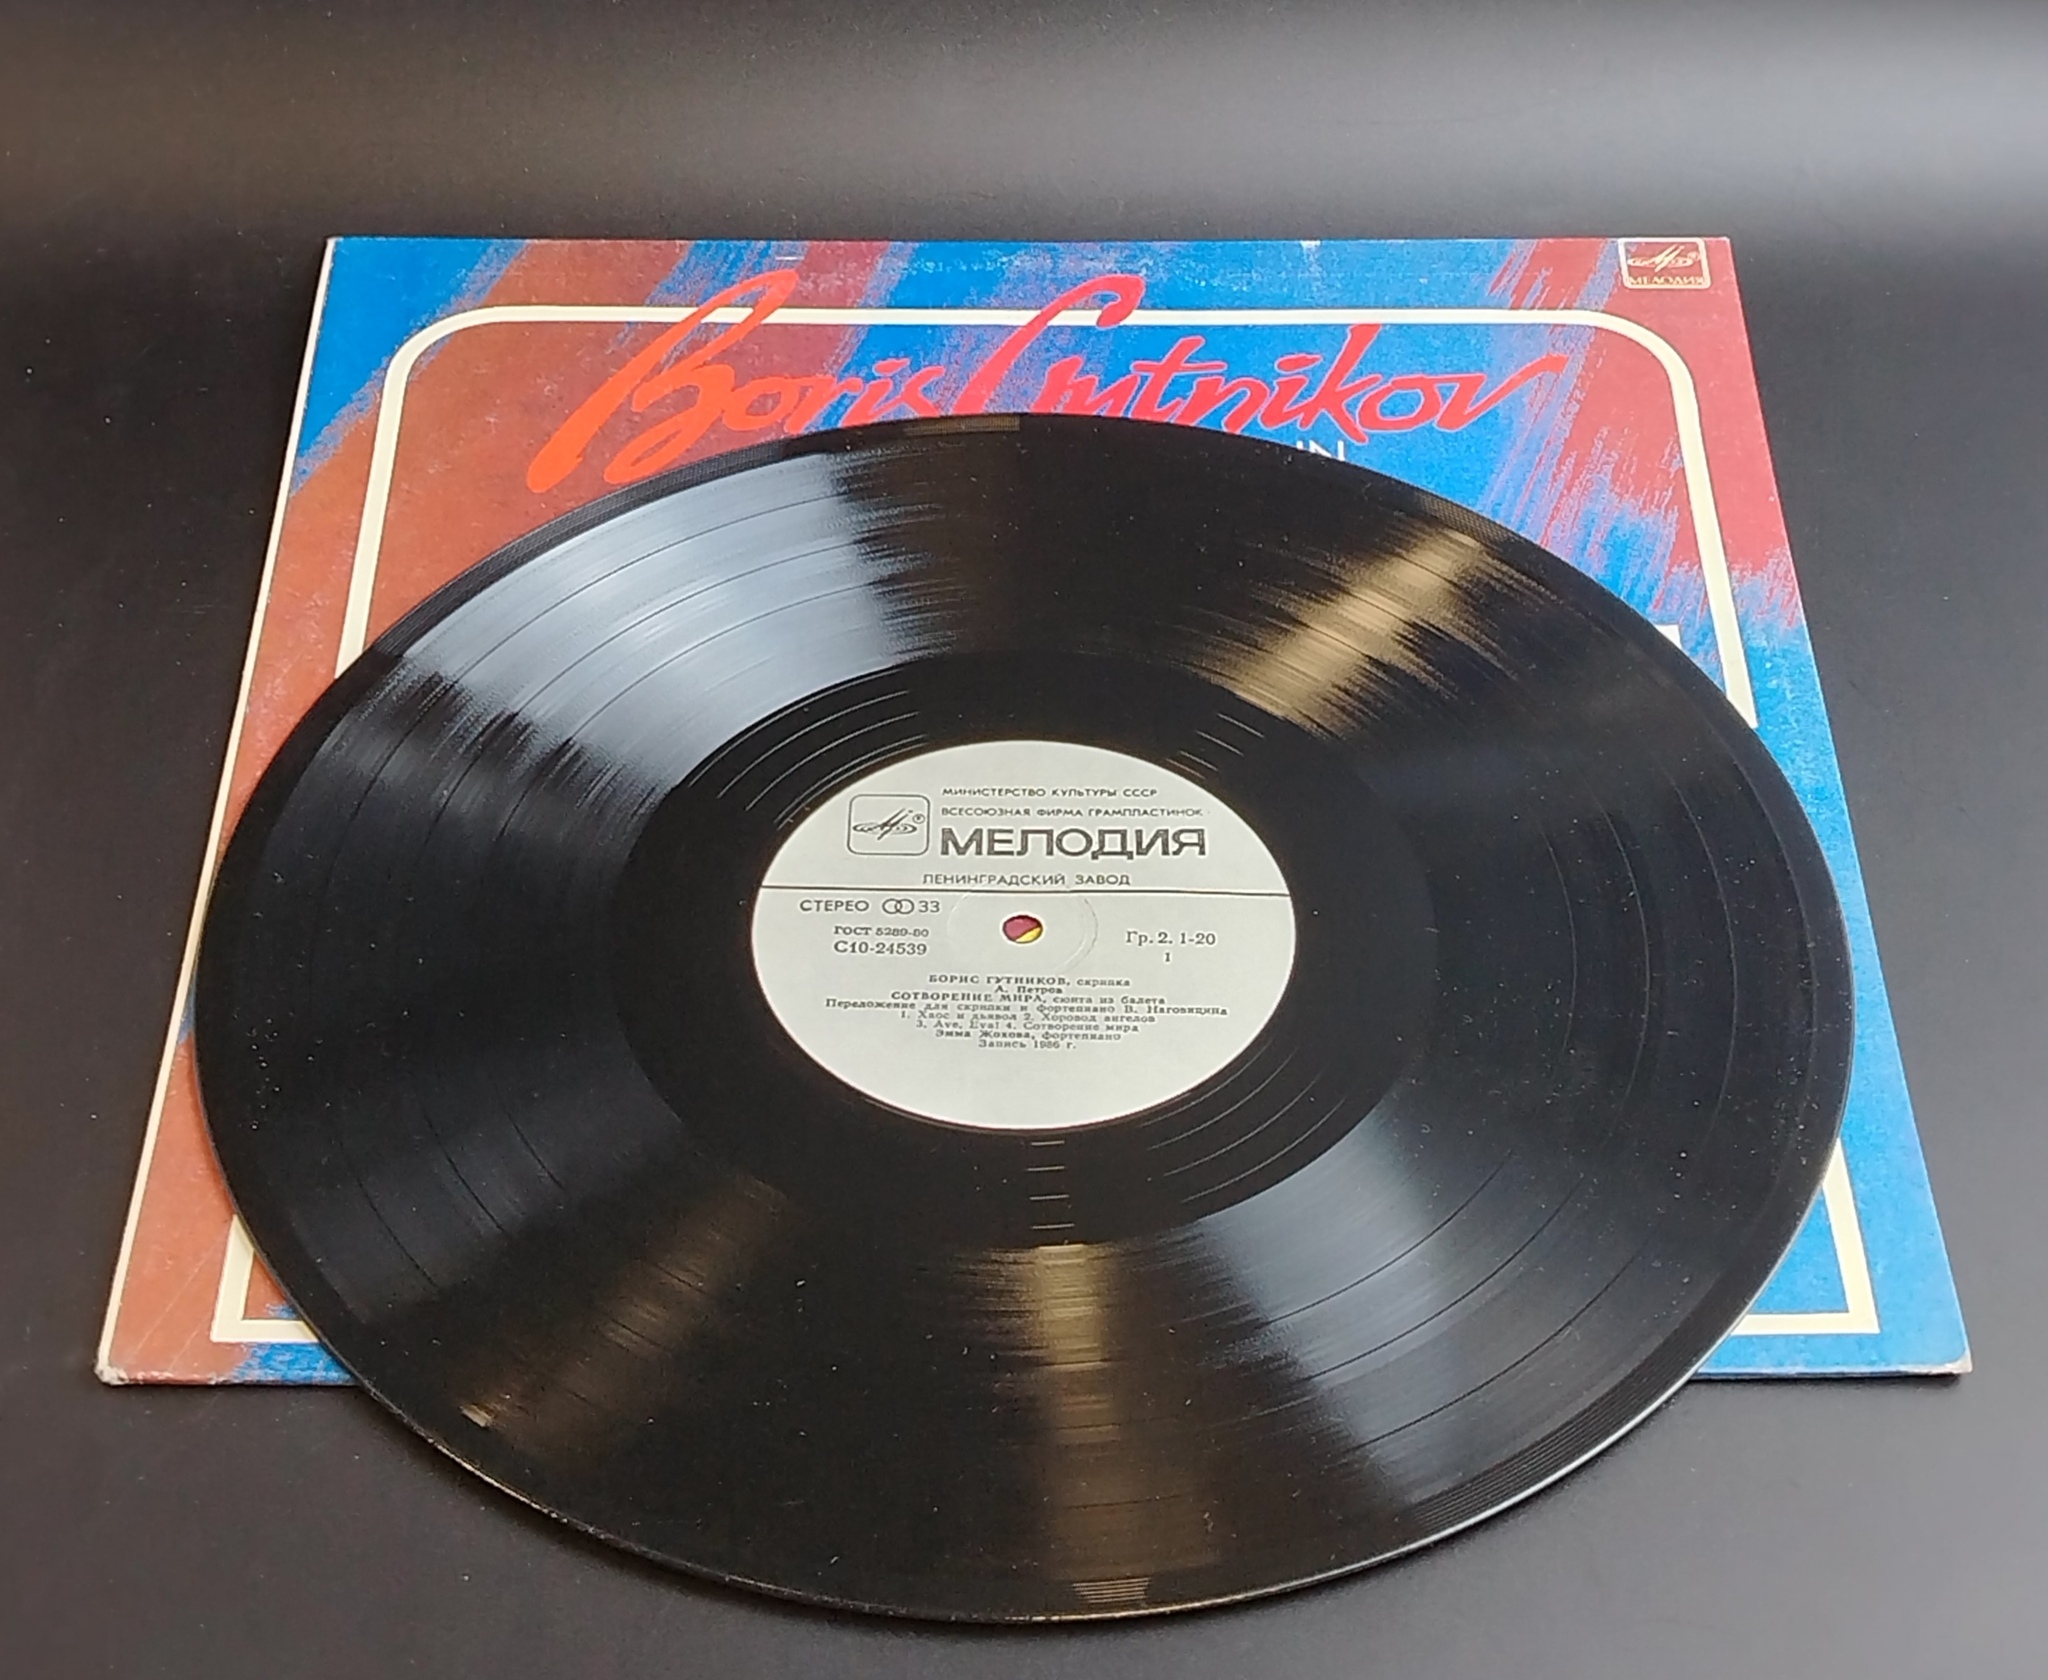 МЕЛОДИЯ
Boris Gutnikov
МИНИСТЕРСТВО КУЛЬТУРЫ СССР
ВСЕСОЮЗНАЯ ФИРМА ГРАМПЛАСТИНОК
МЕЛОДИЯ
ЛЕНИНГРАДСКИЙ ЗАВОД
СТЕРЕО 33
ГОСТ 5289-80
С10-24539
Гр. 2. 1-20
1
БОРИС ГУТНИКОВ, скрипка
А. Петров
СОТВОРЕНИЕ МИРА, сюита из балета
Переложение для скрипки и фортепиано В. Наговицина
1. Хаос и дьявол 2. Хоровод ангелов
3. Ave, Eva! 4. Сотворение мира
Эмма Жохова, фортепиано
Запись 1986 г.